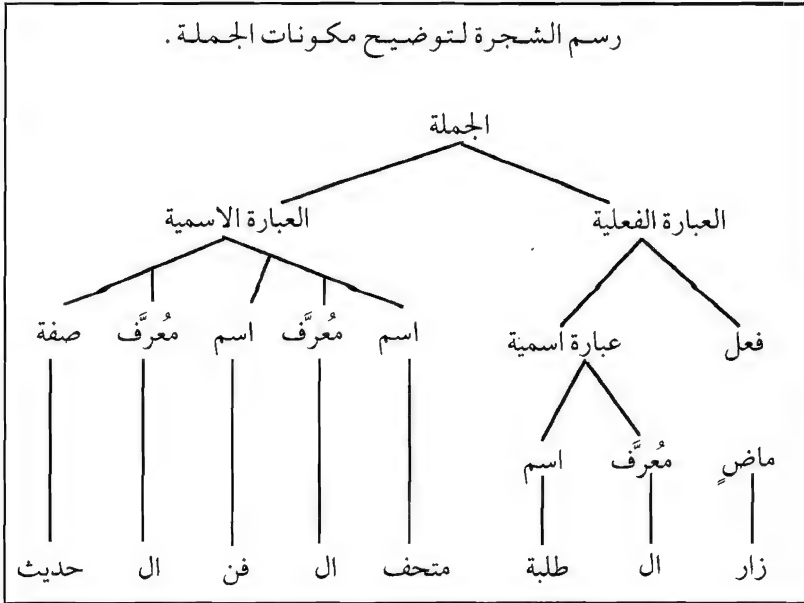 رسم الشجرة لتوضيح مكونات الجملة .
الجملة
العبارة الفعلية العبارة الاسمية
فعل عبارة اسمية اسم مُعرَّف اسم مُعرَّف صفة
ماضٍ مُعرَّف اسم
زار ال طلبة متحف ال فن ال حديث